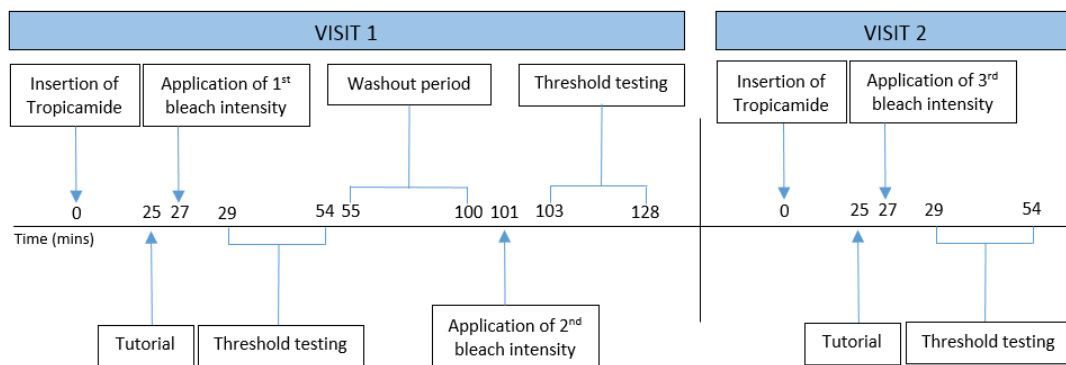 VISIT 1
VISIT 2
Insertion of
Tropicamide
Application of 1st
bleach intensity
Washout period
Threshold testing
Insertion of
Tropicamide
Application of 3rd
bleach intensity
0 25 27 29 54 55 100 101 103 128
0 25 27 29 54
Time (mins)
Tutorial
Threshold testing
Application of 2nd
bleach intensity
Tutorial
Threshold testing